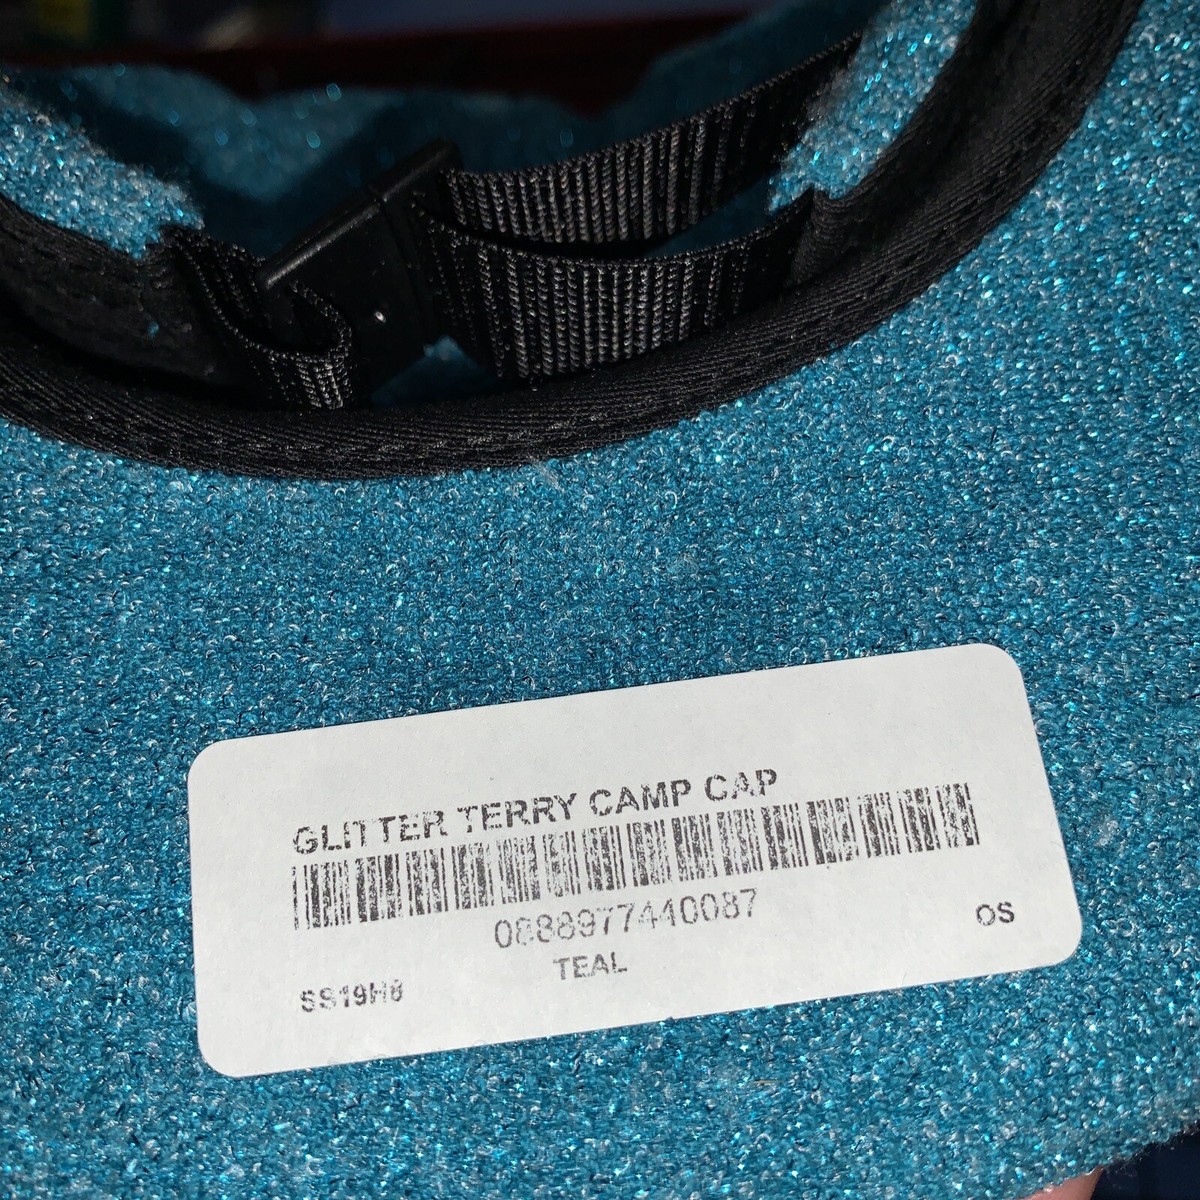 GLITTER TERRY CAMP CAP
0888977440087
TEAL
OS
SS19H8